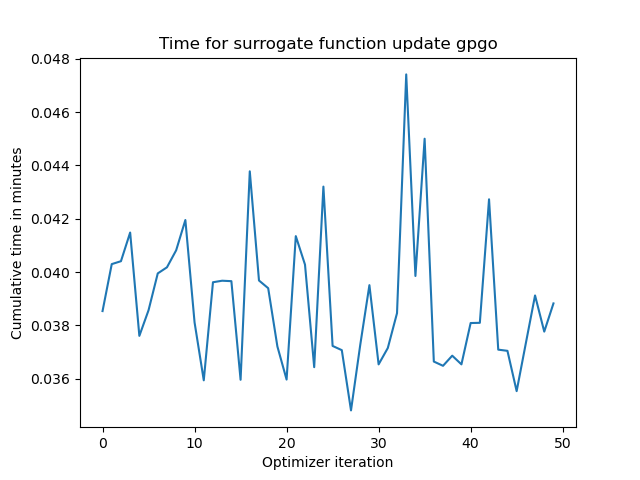 Time for surrogate function update gpgo
Cumulative time in minutes
0.048
0.046
0.044
0.042
0.040
0.038
0.036
0 10 20 30 40 50
Optimizer iteration